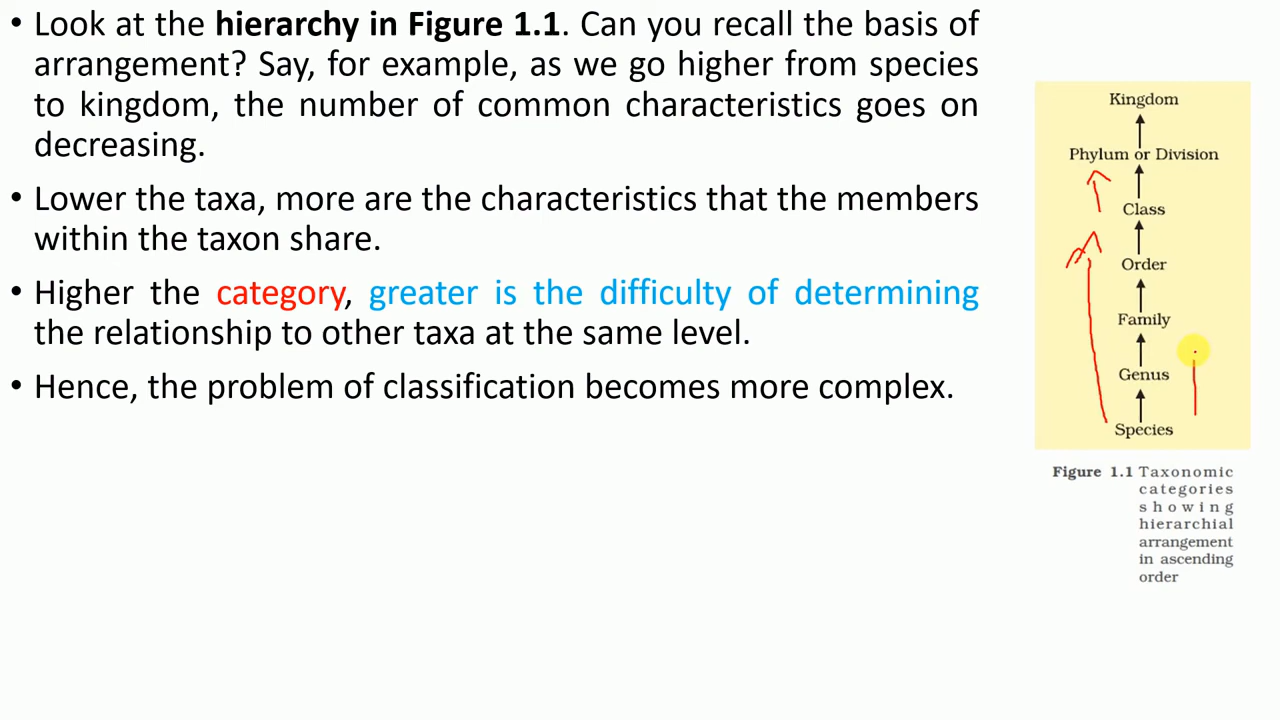 • Look at the hierarchy in Figure 1.1. Can you recall the basis of
arrangement? Say, for example, as we go higher from species
to kingdom, the number of common characteristics goes on
decreasing.
• Lower the taxa, more are the characteristics that the members
within the taxon share.
• Higher the category, greater is the difficulty of determining
the relationship to other taxa at the same level.
• Hence, the problem of classification becomes more complex.
Kingdom
Phylum or Division
Class
Order
Family
Genus
Species
Figure 1.1 Taxonomic
categories
showing
hierarchial
arrangement
in ascending
order